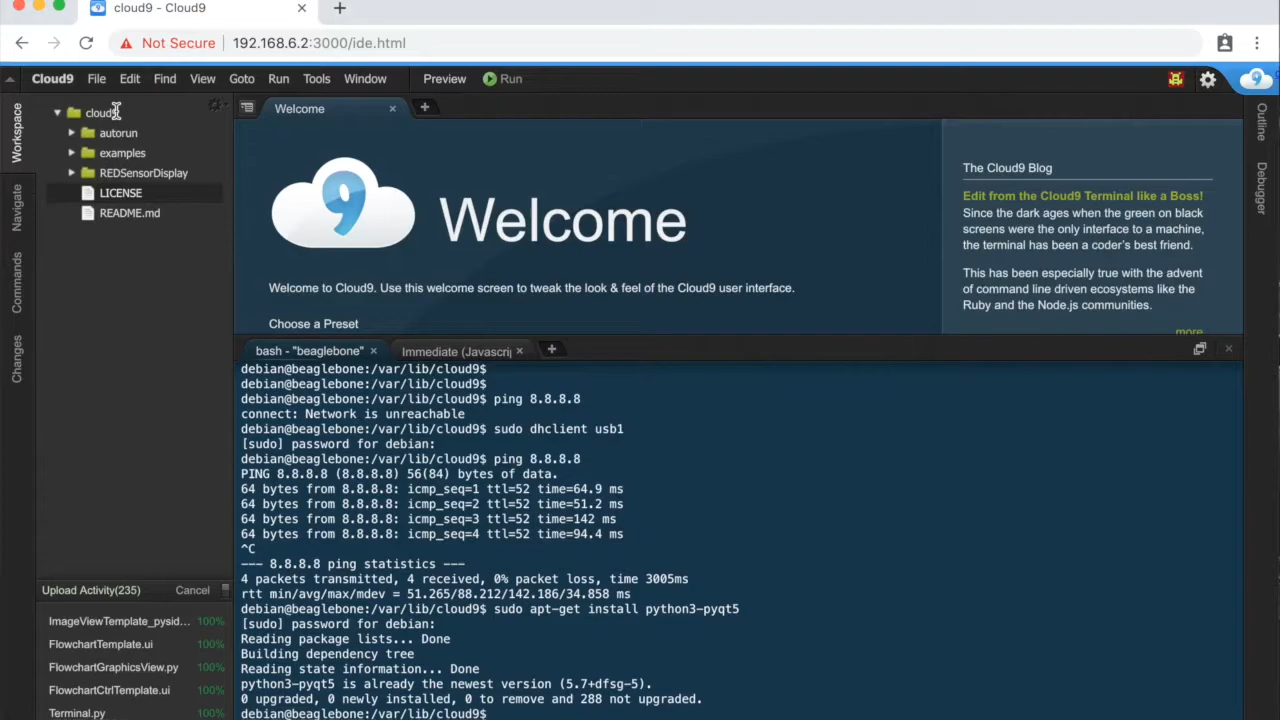 cloud9 - Cloud9
Not Secure 192.168.6.2:3000/ide.html
Cloud9 File Edit Find View Goto Run Tools Window Preview Run
Workspace
Navigate
Commands
Changes
cloud9
autorun
examples
REDSensorDisplay
LICENSE
README.md
Upload Activity(235) Cancel
ImageViewTemplate_pysid... 100%
FlowchartTemplate.ui 100%
FlowchartGraphicsView.py 100%
FlowchartCtrlTemplate.ui 100%
Terminal.py 100%
Welcome
9 Welcome
Welcome to Cloud9. Use this welcome screen to tweak the look & feel of the Cloud9 user interface.
Choose a Preset
The Cloud9 Blog
Edit from the Cloud9 Terminal like a Boss!
Since the dark ages when the green on black
screens were the only interface to a machine,
the terminal has been a coder's best friend.
This has been especially true with the advent
of command line driven ecosystems like the
Ruby and the Node.js communities.
more
Outline
Debugger
bash - "beaglebone" Immediate (Javascrip
debian@beaglebone:/var/lib/cloud9$
debian@beaglebone:/var/lib/cloud9$
debian@beaglebone:/var/lib/cloud9$ ping 8.8.8.8
connect: Network is unreachable
debian@beaglebone:/var/lib/cloud9$ sudo dhclient usb1
[sudo] password for debian:
debian@beaglebone:/var/lib/cloud9$ ping 8.8.8.8
PING 8.8.8.8 (8.8.8.8) 56(84) bytes of data.
64 bytes from 8.8.8.8: icmp_seq=1 ttl=52 time=64.9 ms
64 bytes from 8.8.8.8: icmp_seq=2 ttl=52 time=51.2 ms
64 bytes from 8.8.8.8: icmp_seq=3 ttl=52 time=142 ms
64 bytes from 8.8.8.8: icmp_seq=4 ttl=52 time=94.4 ms
^C
--- 8.8.8.8 ping statistics ---
4 packets transmitted, 4 received, 0% packet loss, time 3005ms
rtt min/avg/max/mdev = 51.265/88.212/142.186/34.858 ms
debian@beaglebone:/var/lib/cloud9$ sudo apt-get install python3-pyqt5
[sudo] password for debian:
Reading package lists... Done
Building dependency tree
Reading state information... Done
python3-pyqt5 is already the newest version (5.7+dfsg-5).
0 upgraded, 0 newly installed, 0 to remove and 288 not upgraded.
debian@beaglebone:/var/lib/cloud9$